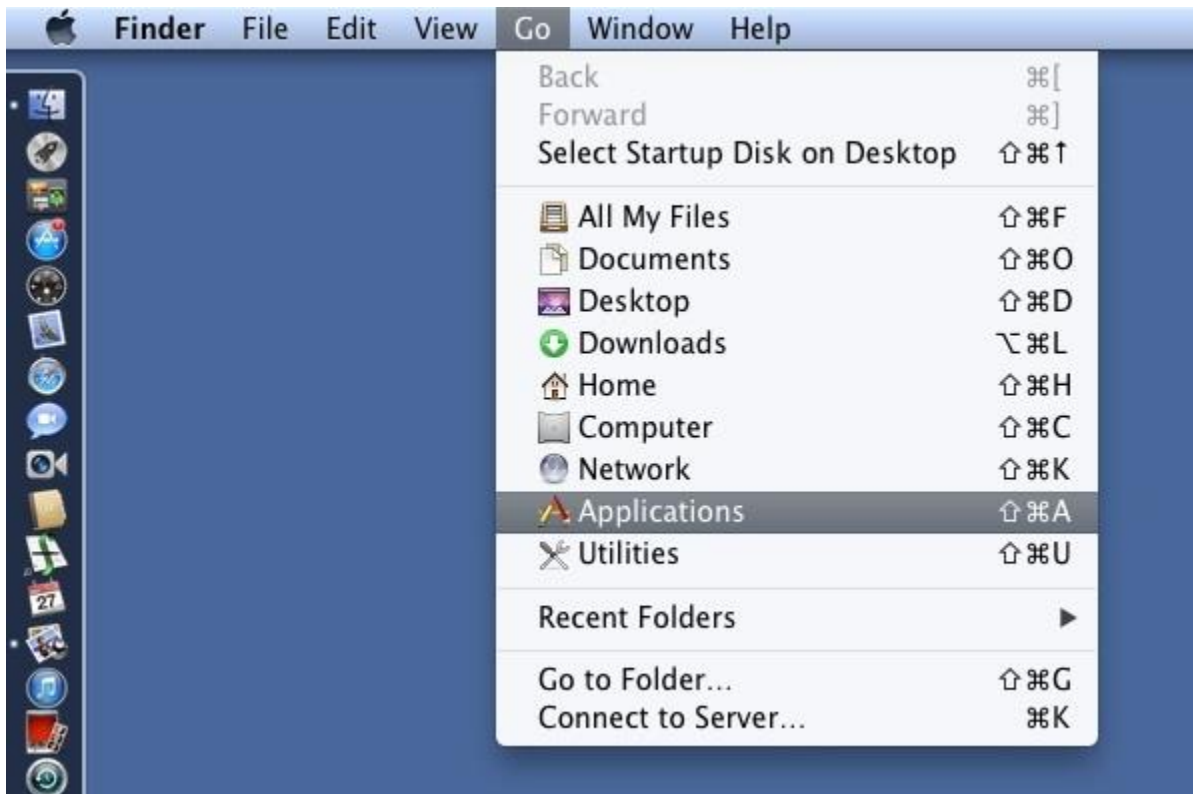 Finder File Edit View Go Window Help
Back ⌘[
Forward ⌘]
Select Startup Disk on Desktop ⇧⌘↑
All My Files ⇧⌘F
Documents ⇧⌘O
Desktop ⇧⌘D
Downloads ⌥⌘L
Home ⇧⌘H
Computer ⇧⌘C
Network ⇧⌘K
Applications ⇧⌘A
Utilities ⇧⌘U
Recent Folders ▶
Go to Folder... ⇧⌘G
Connect to Server... ⌘K
27